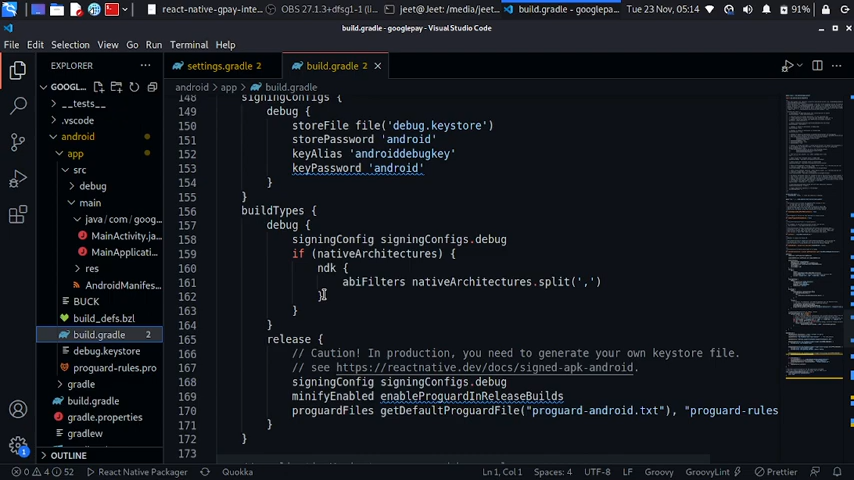 react-native-gpay-inte
OBS 27.1.3+dfsg1-1 (li...
jeet@Jeet: /media/jeet...
build.gradle - googlepa...
Tue 23 Nov, 05:14
91%
build.gradle - googlepay - Visual Studio Code
File Edit Selection View Go Run Terminal Help
EXPLORER
settings.gradle 2
build.gradle 2
GOOGL...
android > app > build.gradle
__tests__
.vscode
android
app
src
debug
main
java/com/goog...
MainActivity.ja...
MainApplicati...
res
AndroidManifes...
BUCK
build_defs.bzl
build.gradle 2
debug.keystore
proguard-rules.pro
gradle
build.gradle
gradle.properties
gradlew
OUTLINE
148 signingConfigs {
149 debug {
150 storeFile file('debug.keystore')
151 storePassword 'android'
152 keyAlias 'androiddebugkey'
153 keyPassword 'android'
154 }
155 }
156 buildTypes {
157 debug {
158 signingConfig signingConfigs.debug
159 if (nativeArchitectures) {
160 ndk {
161 abiFilters nativeArchitectures.split(',')
162 }
163 }
164 }
165 release {
166 // Caution! In production, you need to generate your own keystore file.
167 // see https://reactnative.dev/docs/signed-apk-android.
168 signingConfig signingConfigs.debug
169 minifyEnabled enableProguardInReleaseBuilds
170 proguardFiles getDefaultProguardFile("proguard-android.txt"), "proguard-rules
171 }
172 }
173
1
0 4 52 React Native Packager Quokka Ln 1, Col 1 Spaces: 4 UTF-8 LF Groovy GroovyLint Prettier